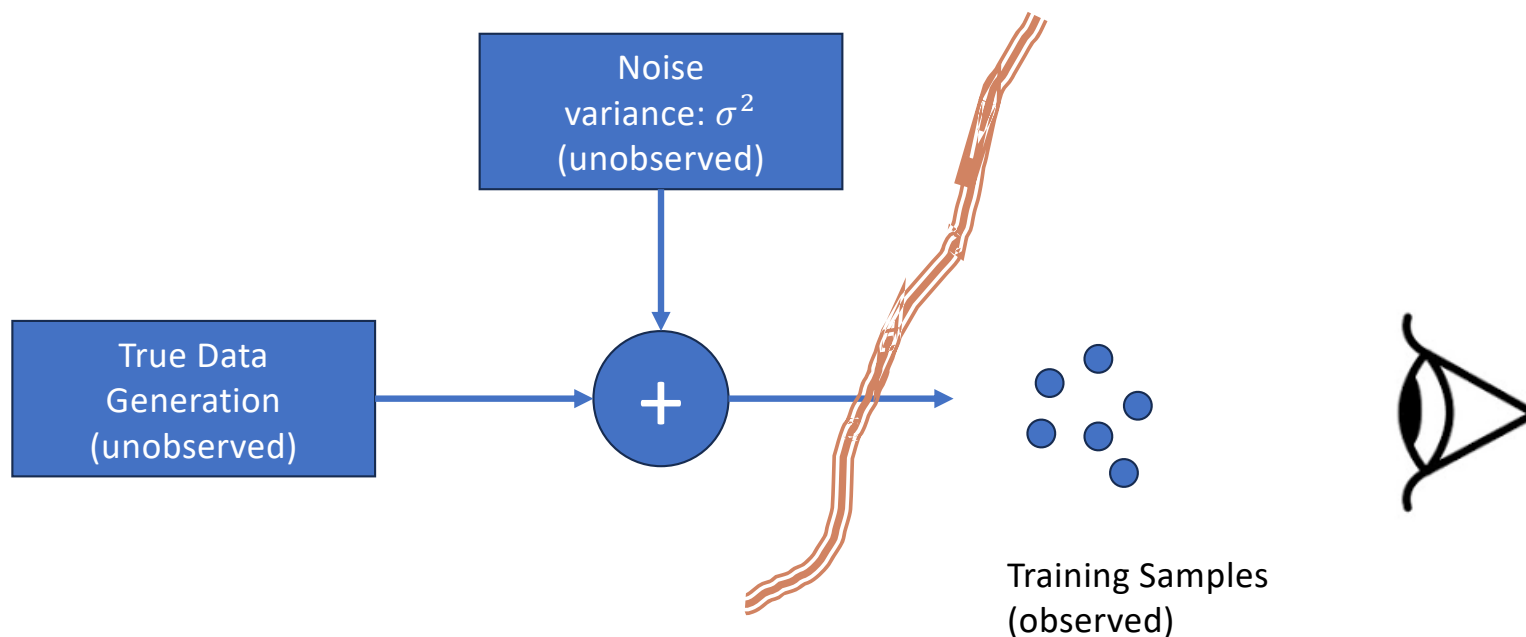 Noise
variance: σ²
(unobserved)
True Data
Generation
(unobserved)
+
Training Samples
(observed)